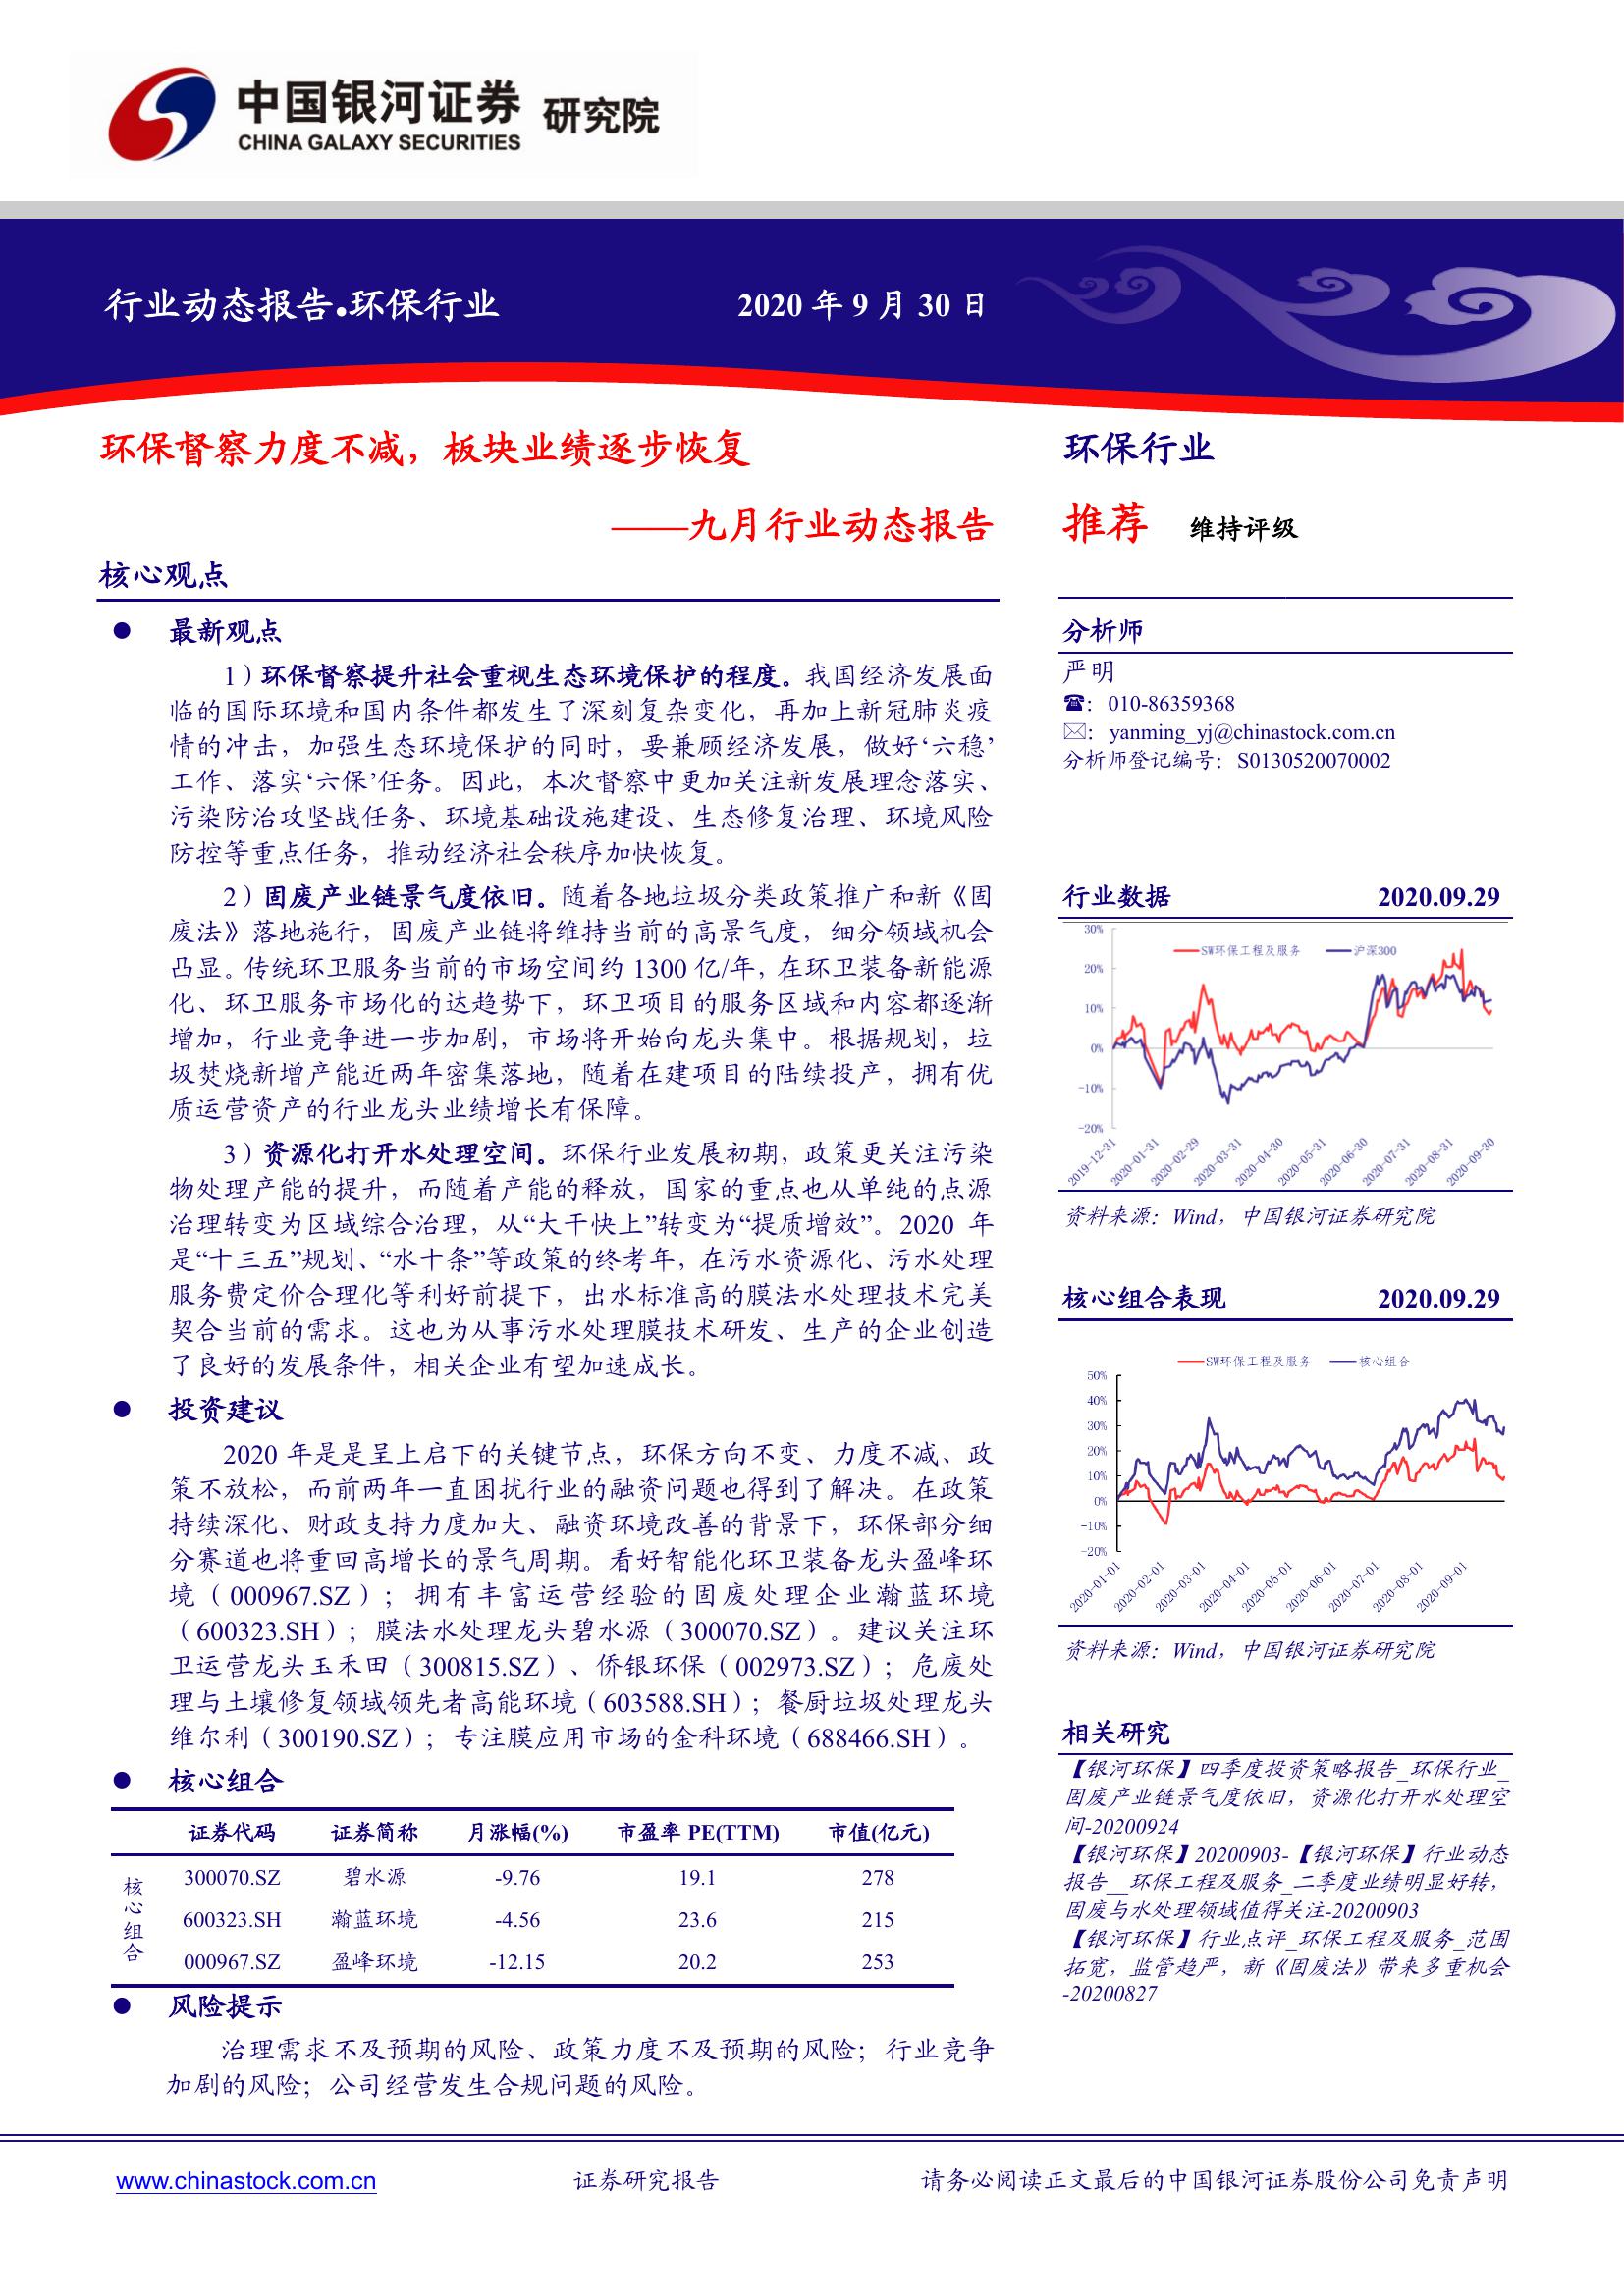 中国银河证券 研究院
CHINA GALAXY SECURITIES
行业动态报告●环保行业
2020 年 9 月 30 日
环保督察力度不减，板块业绩逐步恢复
——九月行业动态报告
核心观点
● 最新观点
1）环保督察提升社会重视生态环境保护的程度。我国经济发展面
临的国际环境和国内条件都发生了深刻复杂变化，再加上新冠肺炎疫
情的冲击，加强生态环境保护的同时，要兼顾经济发展，做好‘六稳’
工作、落实‘六保’任务。因此，本次督察中更加关注新发展理念落实、
污染防治攻坚战任务、环境基础设施建设、生态修复治理、环境风险
防控等重点任务，推动经济社会秩序加快恢复。
2）固废产业链景气度依旧。随着各地垃圾分类政策推广和新《固
废法》落地施行，固废产业链将维持当前的高景气度，细分领域机会
凸显。传统环卫服务当前的市场空间约 1300 亿/年，在环卫装备新能源
化、环卫服务市场化的达趋势下，环卫项目的服务区域和内容都逐渐
增加，行业竞争进一步加剧，市场将开始向龙头集中。根据规划，垃
圾焚烧新增产能近两年密集落地，随着在建项目的陆续投产，拥有优
质运营资产的行业龙头业绩增长有保障。
3）资源化打开水处理空间。环保行业发展初期，政策更关注污染
物处理产能的提升，而随着产能的释放，国家的重点也从单纯的点源
治理转变为区域综合治理，从“大干快上”转变为“提质增效”。2020 年
是“十三五”规划、“水十条”等政策的终考年，在污水资源化、污水处理
服务费定价合理化等利好前提下，出水标准高的膜法水处理技术完美
契合当前的需求。这也为从事污水处理膜技术研发、生产的企业创造
了良好的发展条件，相关企业有望加速成长。
● 投资建议
2020 年是是呈上启下的关键节点，环保方向不变、力度不减、政
策不放松，而前两年一直困扰行业的融资问题也得到了解决。在政策
持续深化、财政支持力度加大、融资环境改善的背景下，环保部分细
分赛道也将重回高增长的景气周期。看好智能化环卫装备龙头盈峰环
境（000967.SZ）；拥有丰富运营经验的固废处理企业瀚蓝环境
（600323.SH）；膜法水处理龙头碧水源（300070.SZ）。建议关注环
卫运营龙头玉禾田（300815.SZ）、侨银环保（002973.SZ）；危废处
理与土壤修复领域领先者高能环境（603588.SH）；餐厨垃圾处理龙头
维尔利（300190.SZ）；专注膜应用市场的金科环境（688466.SH）。
● 核心组合
证券代码 证券简称 月涨幅(%) 市盈率 PE(TTM) 市值(亿元)
核心组合
300070.SZ 碧水源 -9.76 19.1 278
600323.SH 瀚蓝环境 -4.56 23.6 215
000967.SZ 盈峰环境 -12.15 20.2 253
● 风险提示
治理需求不及预期的风险、政策力度不及预期的风险；行业竞争
加剧的风险；公司经营发生合规问题的风险。
环保行业
推荐 维持评级
分析师
严明
☎：010-86359368
✉：yanming_yj@chinastock.com.cn
分析师登记编号：S0130520070002
行业数据 2020.09.29
SW环保工程及服务 沪深300
30%
20%
10%
0%
-10%
-20%
2019-12-31 2020-01-31 2020-02-29 2020-03-31 2020-04-30 2020-05-31 2020-06-30 2020-07-31 2020-08-31 2020-09-30
资料来源：Wind，中国银河证券研究院
核心组合表现 2020.09.29
SW环保工程及服务 核心组合
50%
40%
30%
20%
10%
0%
-10%
-20%
2020-01-01 2020-02-01 2020-03-01 2020-04-01 2020-05-01 2020-06-01 2020-07-01 2020-08-01 2020-09-01
资料来源：Wind，中国银河证券研究院
相关研究
【银河环保】四季度投资策略报告_环保行业_
固废产业链景气度依旧，资源化打开水处理空
间-20200924
【银河环保】20200903-【银河环保】行业动态
报告__环保工程及服务_二季度业绩明显好转，
固废与水处理领域值得关注-20200903
【银河环保】行业点评_环保工程及服务_范围
拓宽，监管趋严，新《固废法》带来多重机会
-20200827
www.chinastock.com.cn
证券研究报告
请务必阅读正文最后的中国银河证券股份公司免责声明